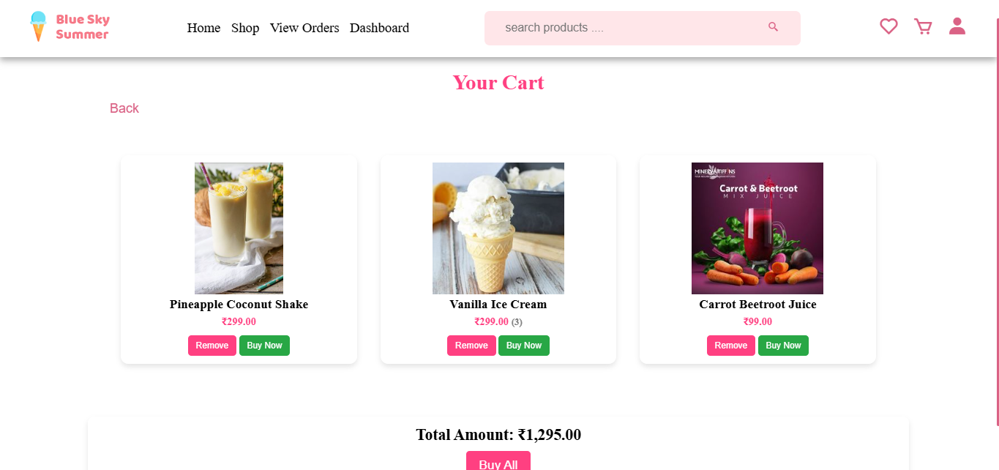 Blue Sky
Summer
Home Shop View Orders Dashboard
search products ....
Your Cart
Back
MINERVA TIFFINS
Carrot & Beetroot
MIX JUICE
Pineapple Coconut Shake
₹299.00
Remove Buy Now
Vanilla Ice Cream
₹299.00 (3)
Remove Buy Now
Carrot Beetroot Juice
₹99.00
Remove Buy Now
Total Amount: ₹1,295.00
Buy All